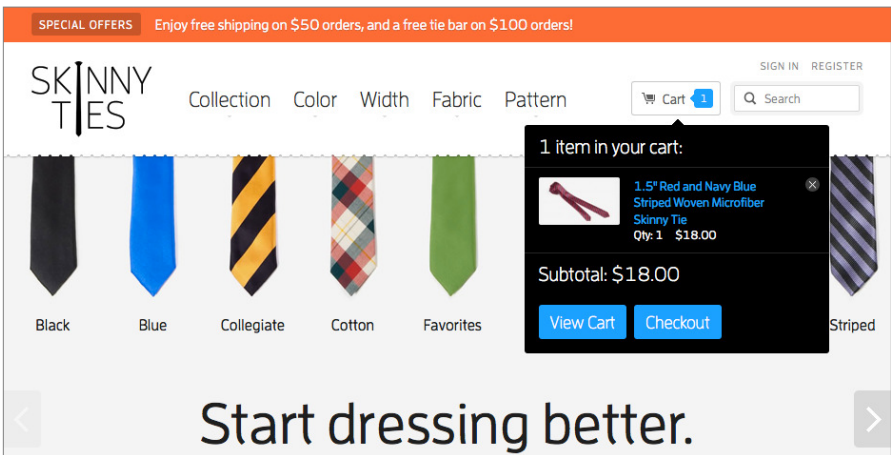 SPECIAL OFFERS Enjoy free shipping on $50 orders, and a free tie bar on $100 orders!
SIGN IN REGISTER
SKINNY
TIES
Collection Color Width Fabric Pattern
Cart 1
Search
1 item in your cart:
1.5" Red and Navy Blue
Striped Woven Microfiber
Skinny Tie
Qty: 1 $18.00
Subtotal: $18.00
View Cart Checkout
Black Blue Collegiate Cotton Favorites Striped
Start dressing better.